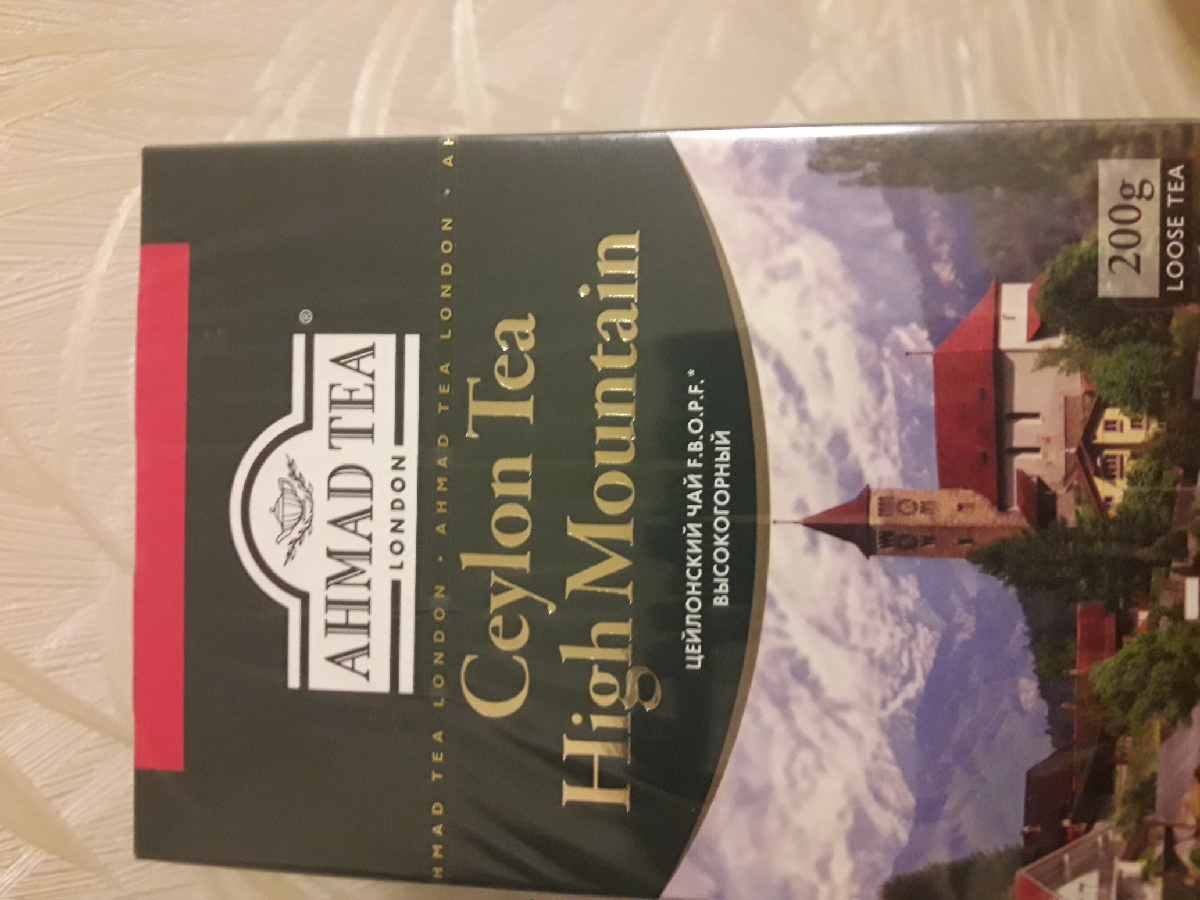 AHMAD TEA®
LONDON
HMAD TEA LONDON • AHMAD TEA LONDON • AHMAD TEA LONDON • AH
Ceylon Tea
High Mountain
ЦЕЙЛОНСКИЙ ЧАЙ F.B.O.P.F.*
ВЫСОКОГОРНЫЙ
200g
LOOSE TEA